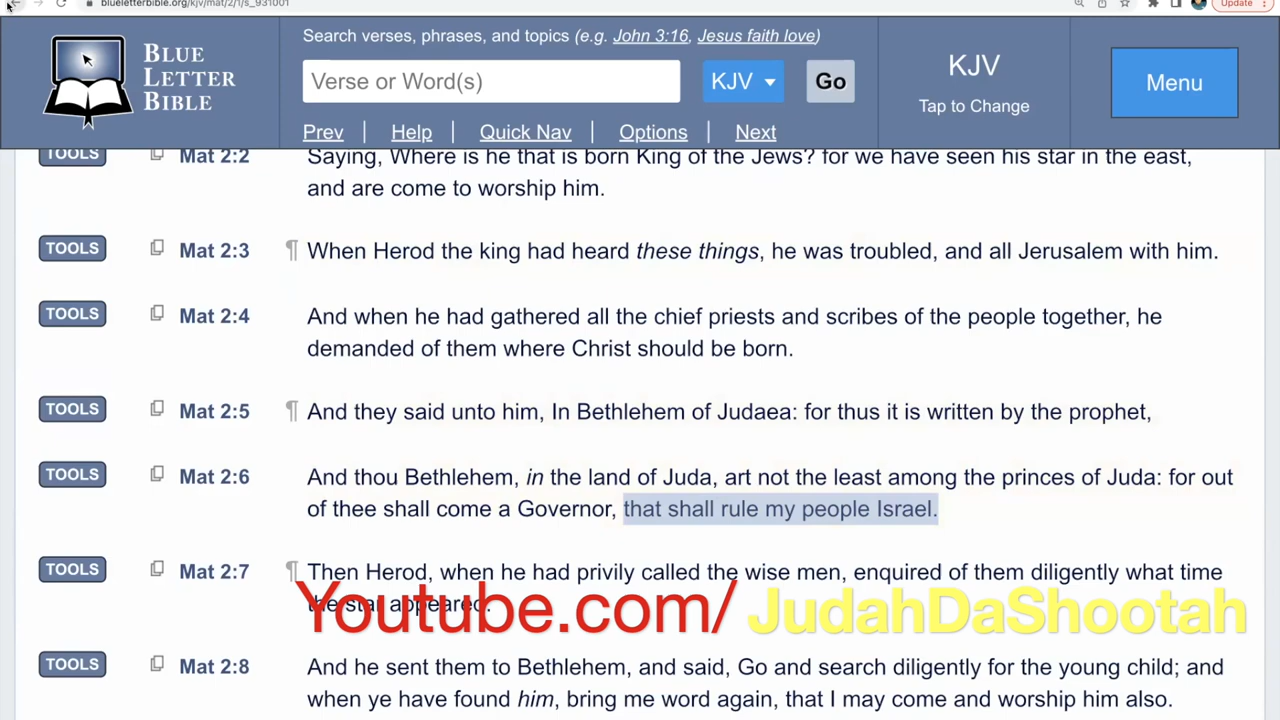 blueletterbible.org/kjv/mat/2/1/s_931001
Update
BLUE
LETTER
BIBLE
Search verses, phrases, and topics (e.g. John 3:16, Jesus faith love)
Verse or Word(s)
KJV
Go
KJV
Tap to Change
Menu
Prev | Help | Quick Nav | Options | Next
TOOLS Mat 2:2 Saying, Where is he that is born King of the Jews? for we have seen his star in the east,
and are come to worship him.
TOOLS Mat 2:3 ¶ When Herod the king had heard these things, he was troubled, and all Jerusalem with him.
TOOLS Mat 2:4 And when he had gathered all the chief priests and scribes of the people together, he
demanded of them where Christ should be born.
TOOLS Mat 2:5 ¶ And they said unto him, In Bethlehem of Judaea: for thus it is written by the prophet,
TOOLS Mat 2:6 And thou Bethlehem, in the land of Juda, art not the least among the princes of Juda: for out
of thee shall come a Governor, that shall rule my people Israel.
TOOLS Mat 2:7 ¶ Then Herod, when he had privily called the wise men, enquired of them diligently what time
the star appeared.
Youtube.com/ JudahDaShootah
TOOLS Mat 2:8 And he sent them to Bethlehem, and said, Go and search diligently for the young child; and
when ye have found him, bring me word again, that I may come and worship him also.